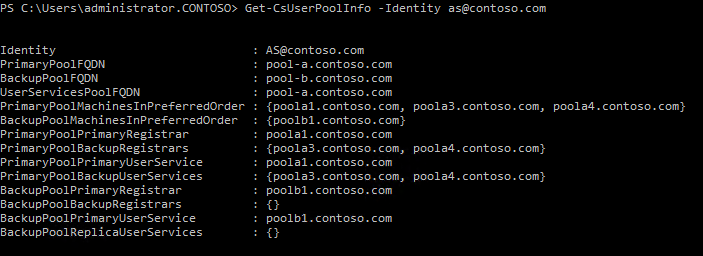 PS C:\Users\administrator.CONTOSO> Get-CsUserPoolInfo -Identity as@contoso.com
Identity : AS@contoso.com
PrimaryPoolFQDN : pool-a.contoso.com
BackupPoolFQDN : pool-b.contoso.com
UserServicesPoolFQDN : pool-a.contoso.com
PrimaryPoolMachinesInPreferredOrder : {poola1.contoso.com, poola3.contoso.com, poola4.contoso.com}
BackupPoolMachinesInPreferredOrder : {poolb1.contoso.com}
PrimaryPoolPrimaryRegistrar : poola1.contoso.com
PrimaryPoolBackupRegistrars : {poola3.contoso.com, poola4.contoso.com}
PrimaryPoolPrimaryUserService : poola1.contoso.com
PrimaryPoolBackupUserServices : {poola3.contoso.com, poola4.contoso.com}
BackupPoolPrimaryRegistrar : poolb1.contoso.com
BackupPoolBackupRegistrars : {}
BackupPoolPrimaryUserService : poolb1.contoso.com
BackupPoolReplicaUserServices : {}